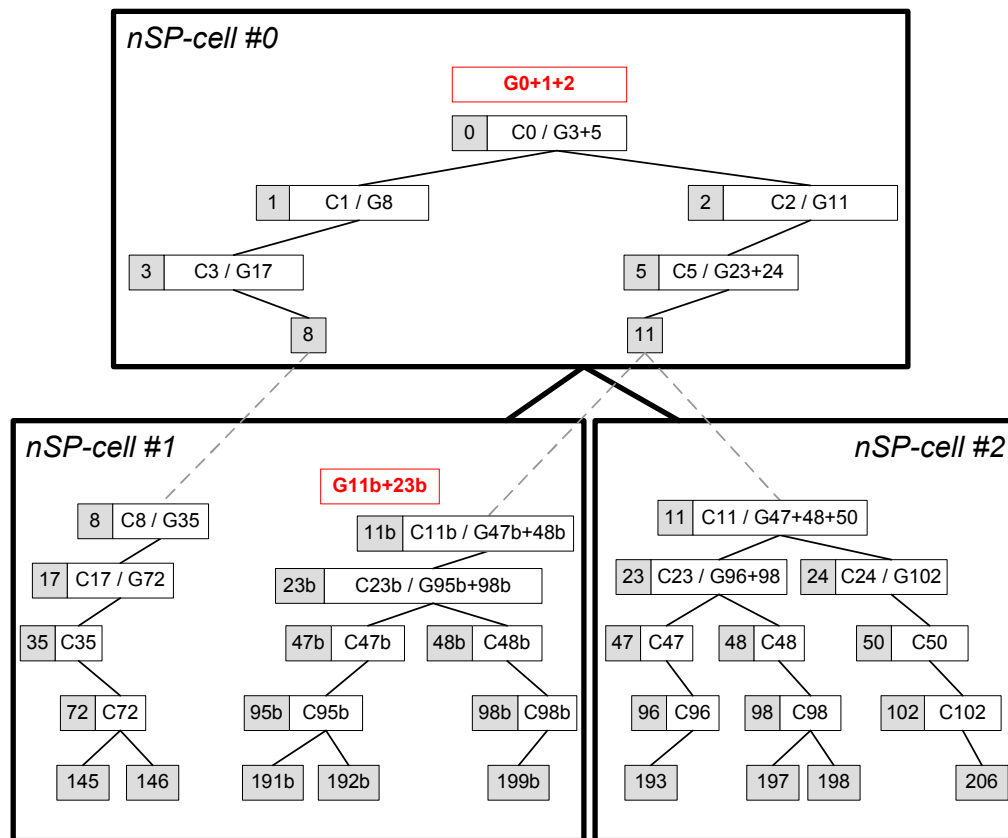 nSP-cell #0
G0+1+2
0 C0 / G3+5
1 C1 / G8
2 C2 / G11
3 C3 / G17
5 C5 / G23+24
8
11
nSP-cell #1
G11b+23b
8 C8 / G35
11b C11b / G47b+48b
17 C17 / G72
23b C23b / G95b+98b
35 C35
47b C47b
48b C48b
72 C72
95b C95b
98b C98b
145
146
191b
192b
199b
nSP-cell #2
11 C11 / G47+48+50
23 C23 / G96+98
24 C24 / G102
47 C47
48 C48
50 C50
96 C96
98 C98
102 C102
193
197
198
206